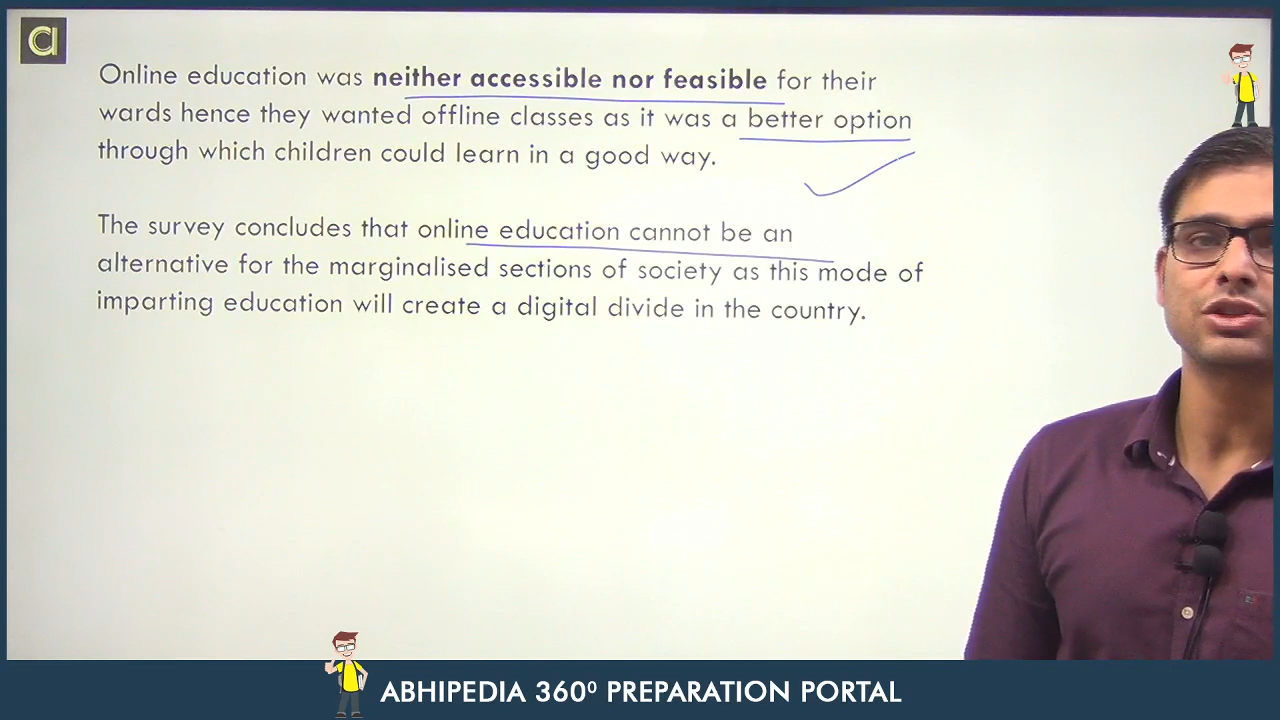 a
Online education was neither accessible nor feasible for their
wards hence they wanted offline classes as it was a better option
through which children could learn in a good way.
The survey concludes that online education cannot be an
alternative for the marginalised sections of society as this mode of
imparting education will create a digital divide in the country.
ABHIPEDIA 360⁰ PREPARATION PORTAL